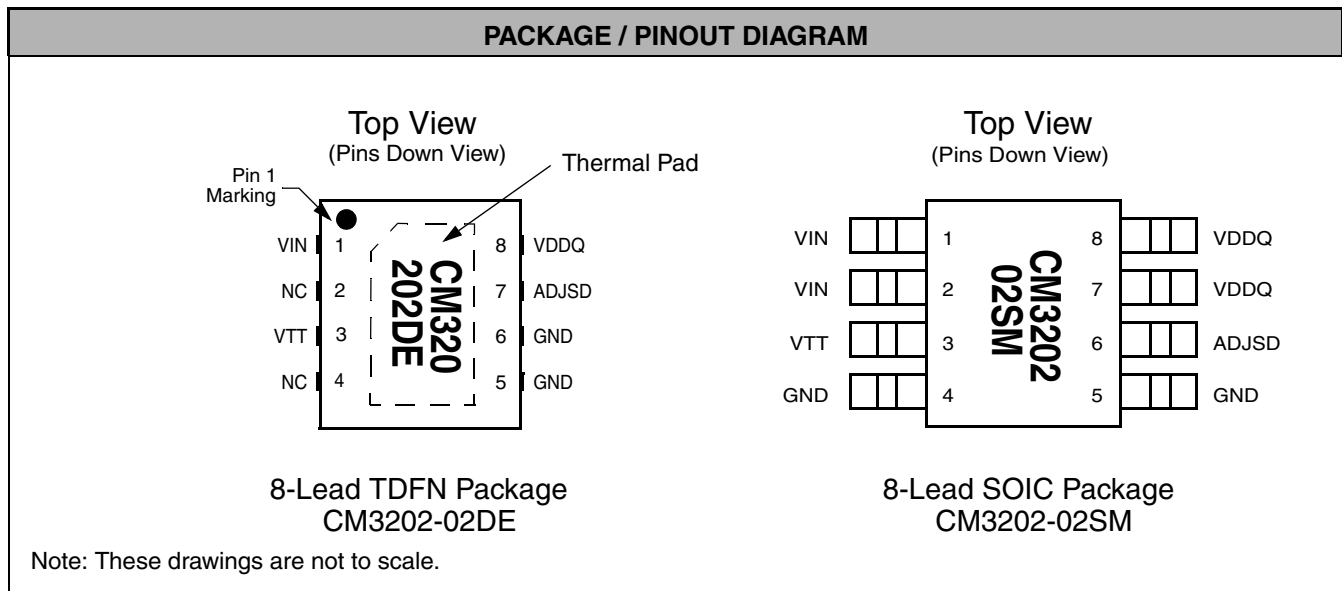 PACKAGE / PINOUT DIAGRAM
Top View
(Pins Down View)
Thermal Pad
Pin 1
Marking
VIN 1 8 VDDQ
NC 2 7 ADJSD
VTT 3 6 GND
NC 4 5 GND
CM320
202DE
8-Lead TDFN Package
CM3202-02DE
Top View
(Pins Down View)
VIN 1 8 VDDQ
VIN 2 7 VDDQ
VTT 3 6 ADJSD
GND 4 5 GND
CM3202
02SM
8-Lead SOIC Package
CM3202-02SM
Note: These drawings are not to scale.